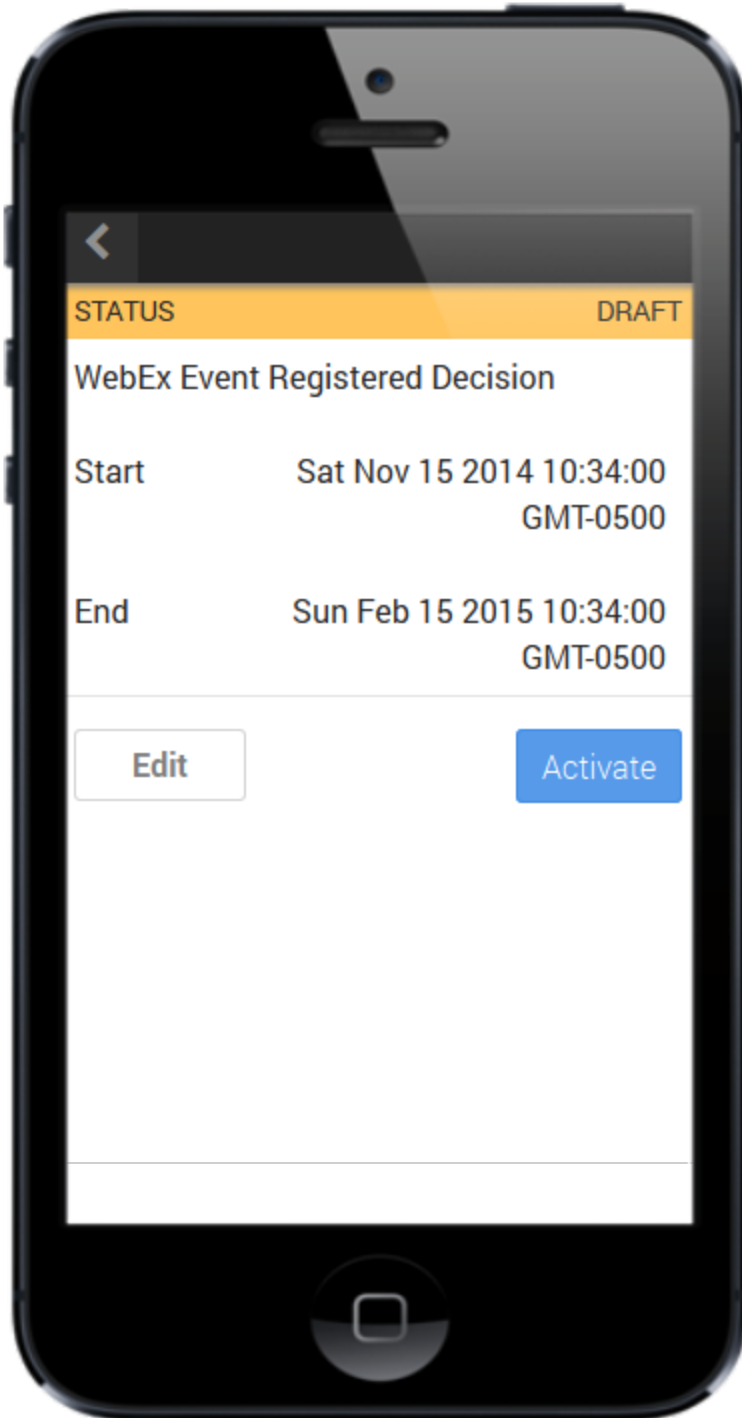 STATUS DRAFT
WebEx Event Registered Decision
Start Sat Nov 15 2014 10:34:00
GMT-0500
End Sun Feb 15 2015 10:34:00
GMT-0500
Edit Activate